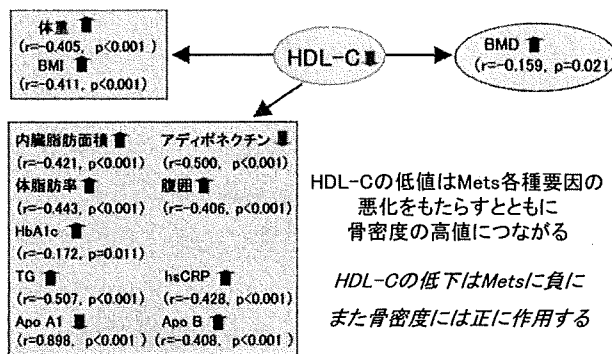 体重
(r=-0.405, p<0.001 )
BMI
(r=-0.411, p<0.001)
HDL-C
BMD
(r=-0.159, p=0.021,
内臓脂肪面積 アディポネクチン
(r=-0.421, p<0.001) (r=0.500, p<0.001)
体脂肪率 腹囲
(r=-0.443, p<0.001) (r=-0.406, p<0.001)
HbA1c
(r=-0.172, p=0.011)
TG hsCRP
(r=-0.507, p<0.001) (r=-0.428, p<0.001)
Apo A1 Apo B
(r=0.898, p<0.001 ) (r=-0.408, p<0.001 )
HDL-Cの低値はMets各種要因の
悪化をもたらすとともに
骨密度の高値につながる
HDL-Cの低下はMetsに負に
また骨密度には正に作用する